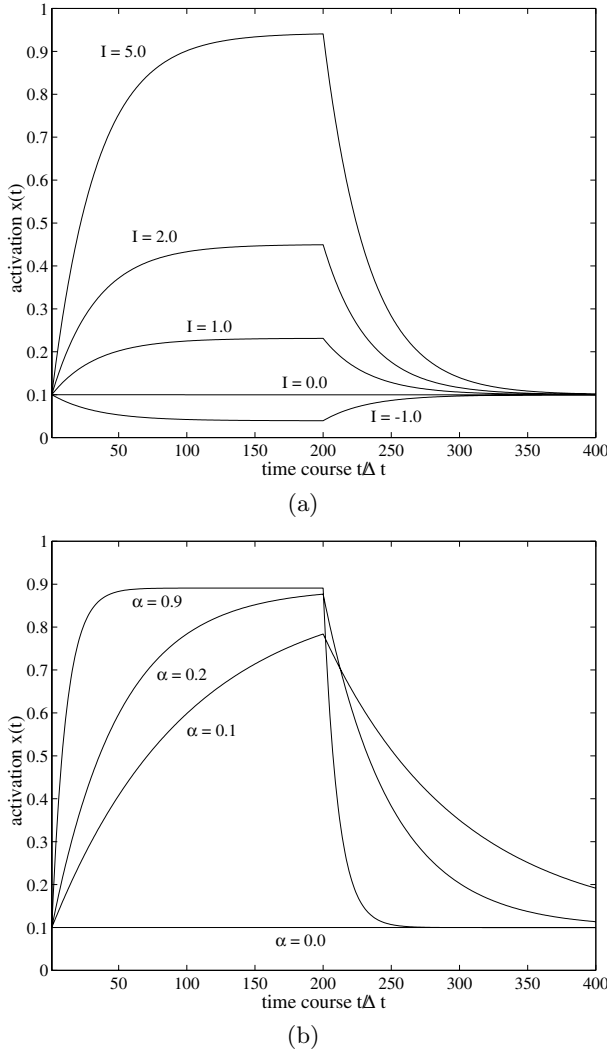 1
0.9
0.8
0.7
0.6
0.5
0.4
0.3
0.2
0.1
0
activation x(t)
I = 5.0
I = 2.0
I = 1.0
I = 0.0
I = -1.0
50 100 150 200 250 300 350 400
time course t/Δ t
(a)
1
0.9
0.8
0.7
0.6
0.5
0.4
0.3
0.2
0.1
0
activation x(t)
α = 0.9
α = 0.2
α = 0.1
α = 0.0
50 100 150 200 250 300 350 400
time course t/Δ t
(b)